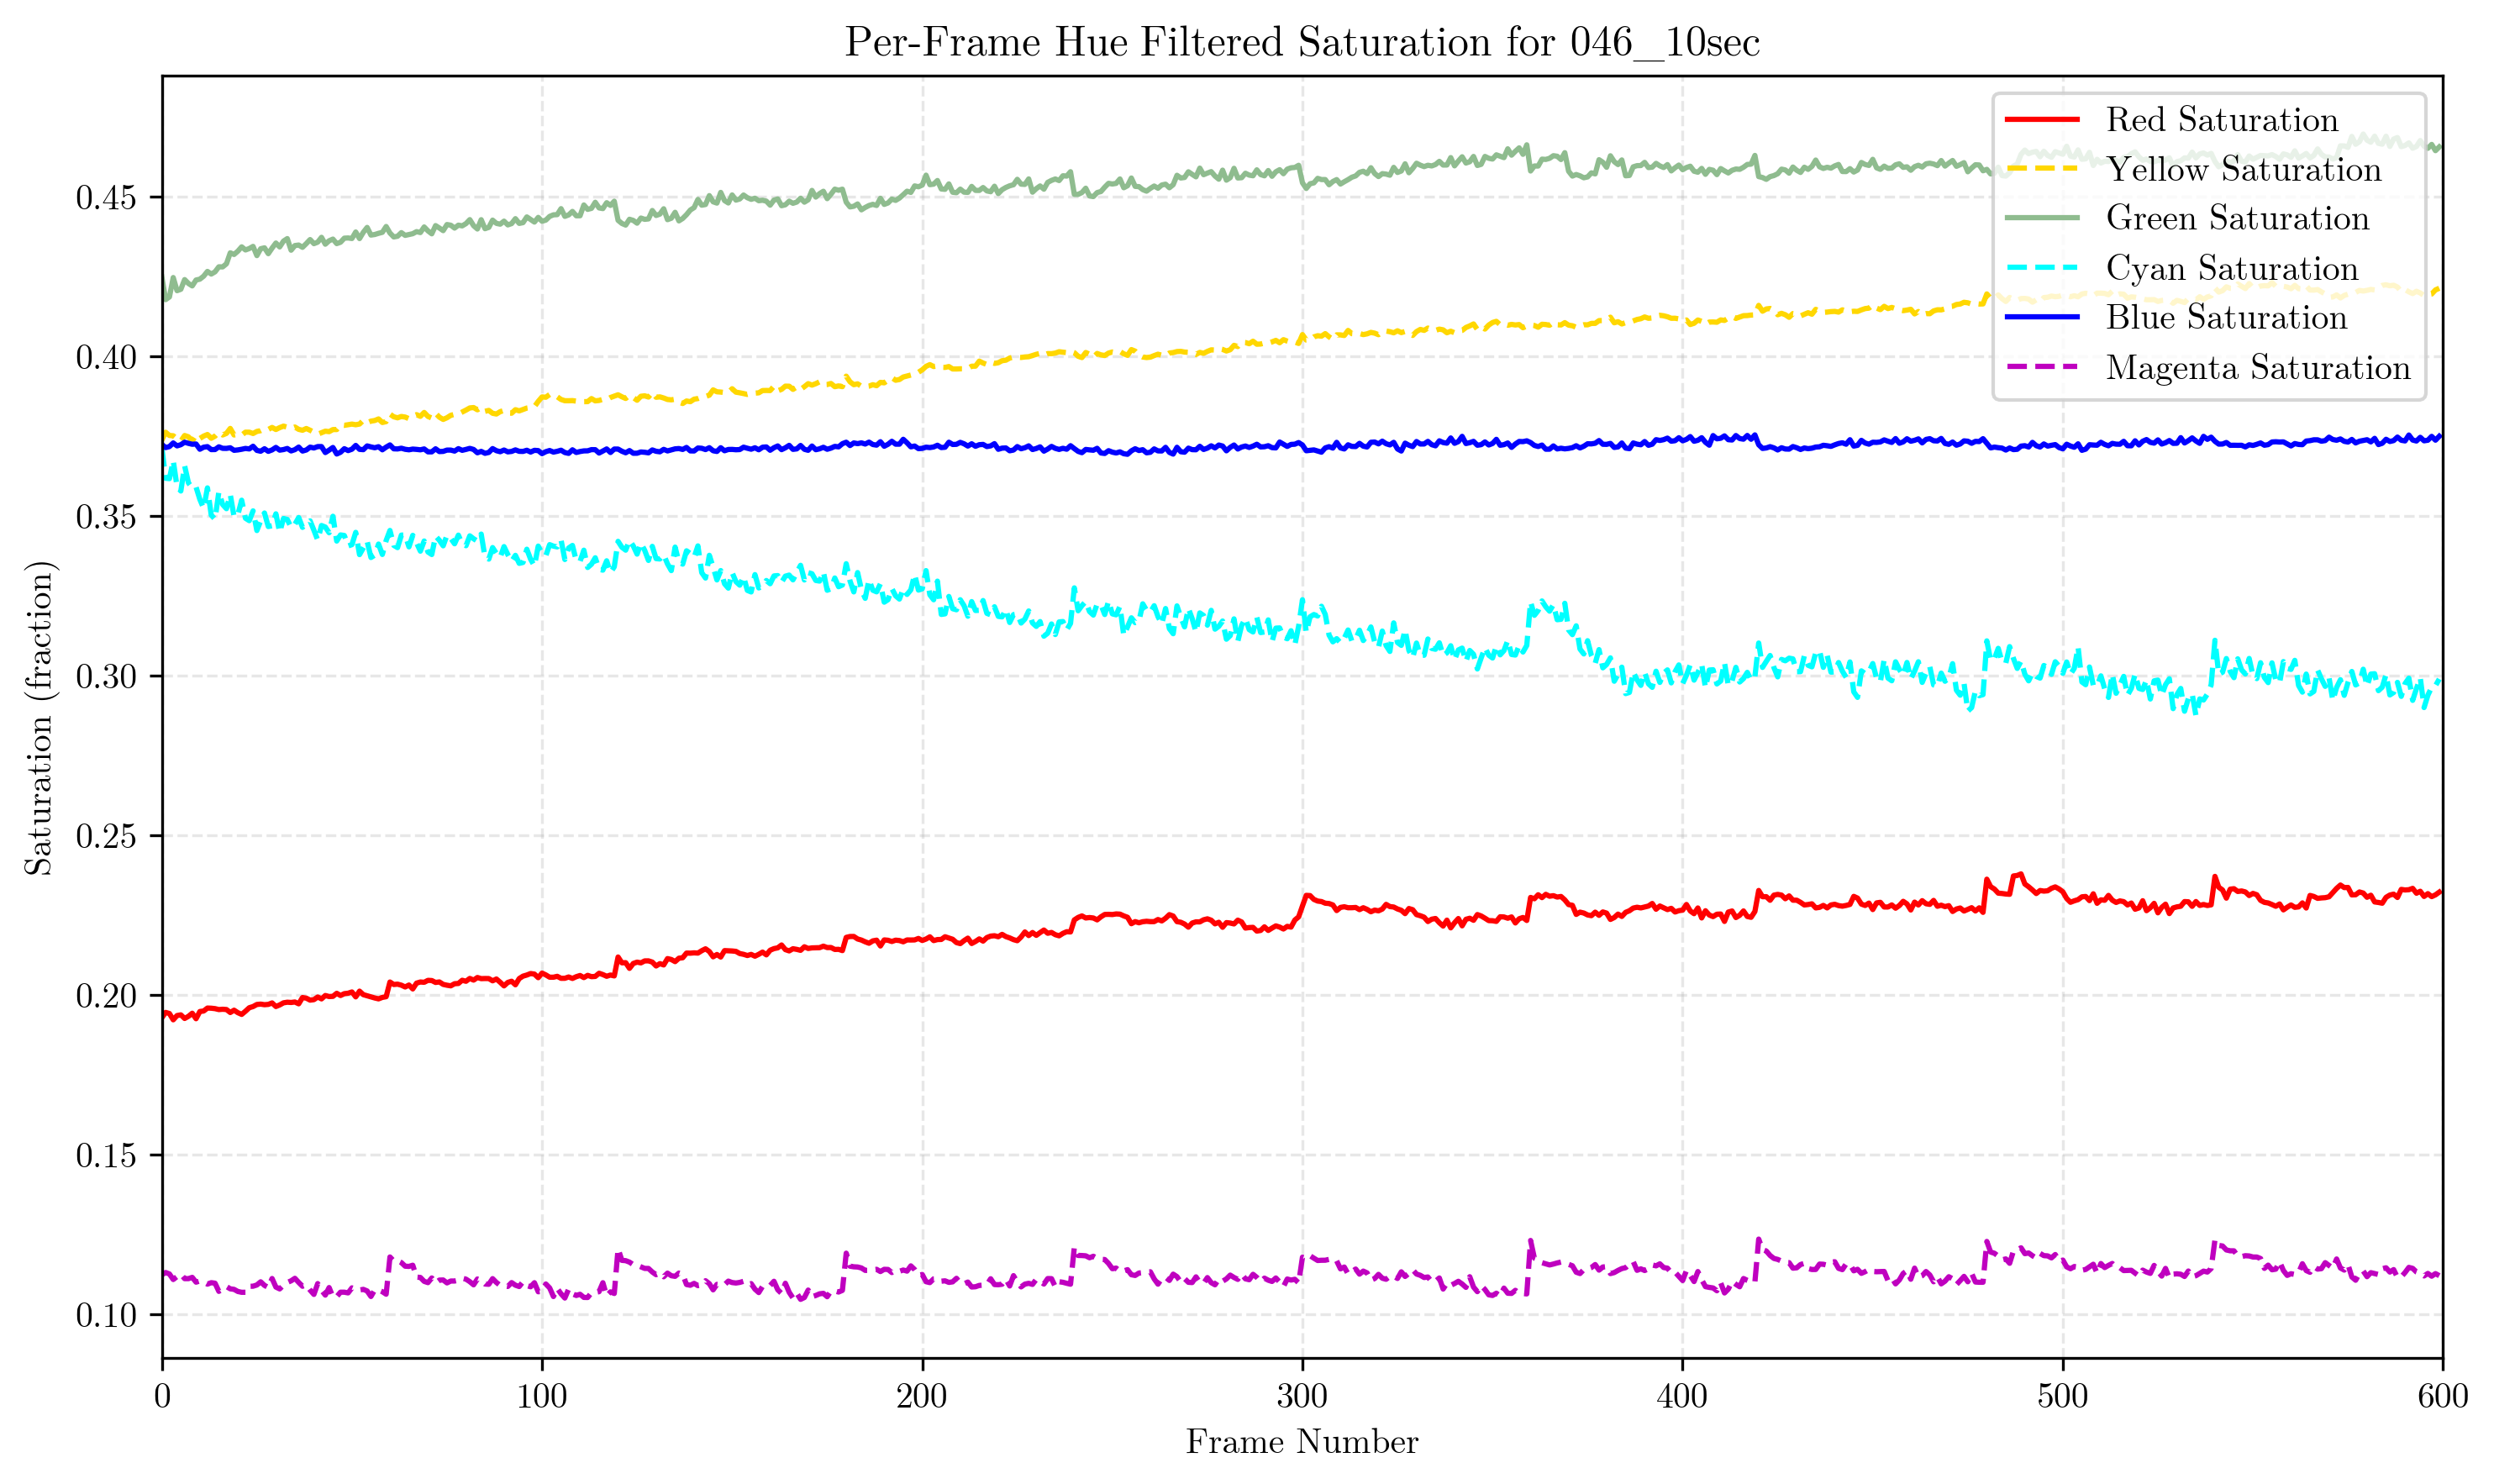 Per-Frame Hue Filtered Saturation for 046_10sec
Red Saturation
Yellow Saturation
Green Saturation
Cyan Saturation
Blue Saturation
Magenta Saturation
Saturation (fraction)
0.45
0.40
0.35
0.30
0.25
0.20
0.15
0.10
0 100 200 300 400 500 600
Frame Number